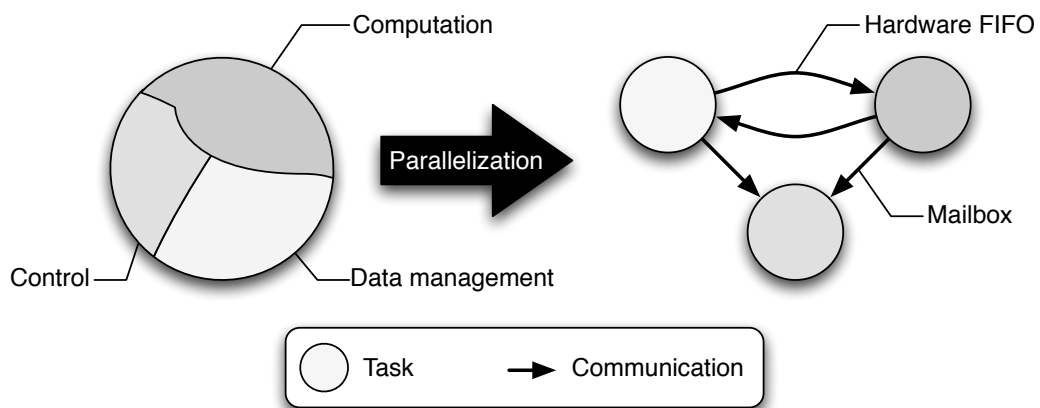 Computation
Hardware FIFO
Parallelization
Mailbox
Control
Data management
Task
Communication